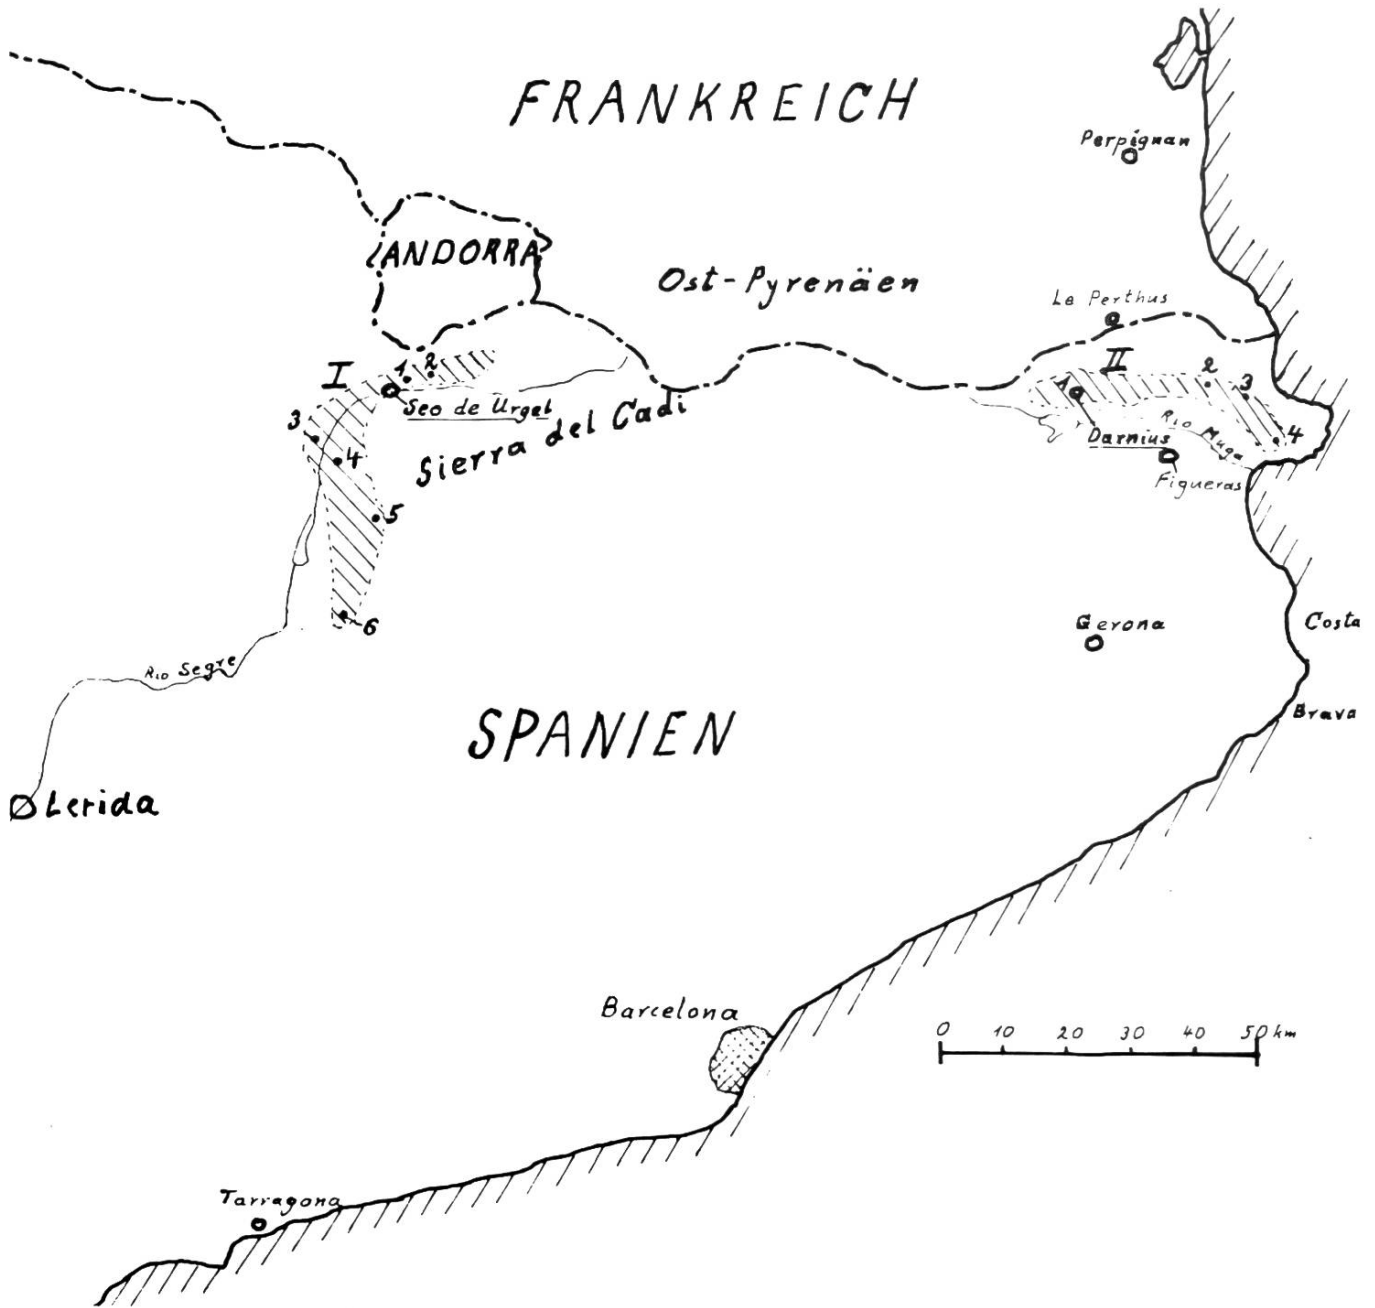 FRANKREICH
Perpignan
ANDORRA
Ost-Pyrenäen
Le Perthus
I
1
2
II
1
2
3
4
Seo de Urgel
Sierra del Cadi
3
4
5
6
Rio Muga
Darnius
Figueras
Gerona
Costa
Brava
Rio Segre
SPANIEN
Lerida
Barcelona
0 10 20 30 40 50 km
Tarragona